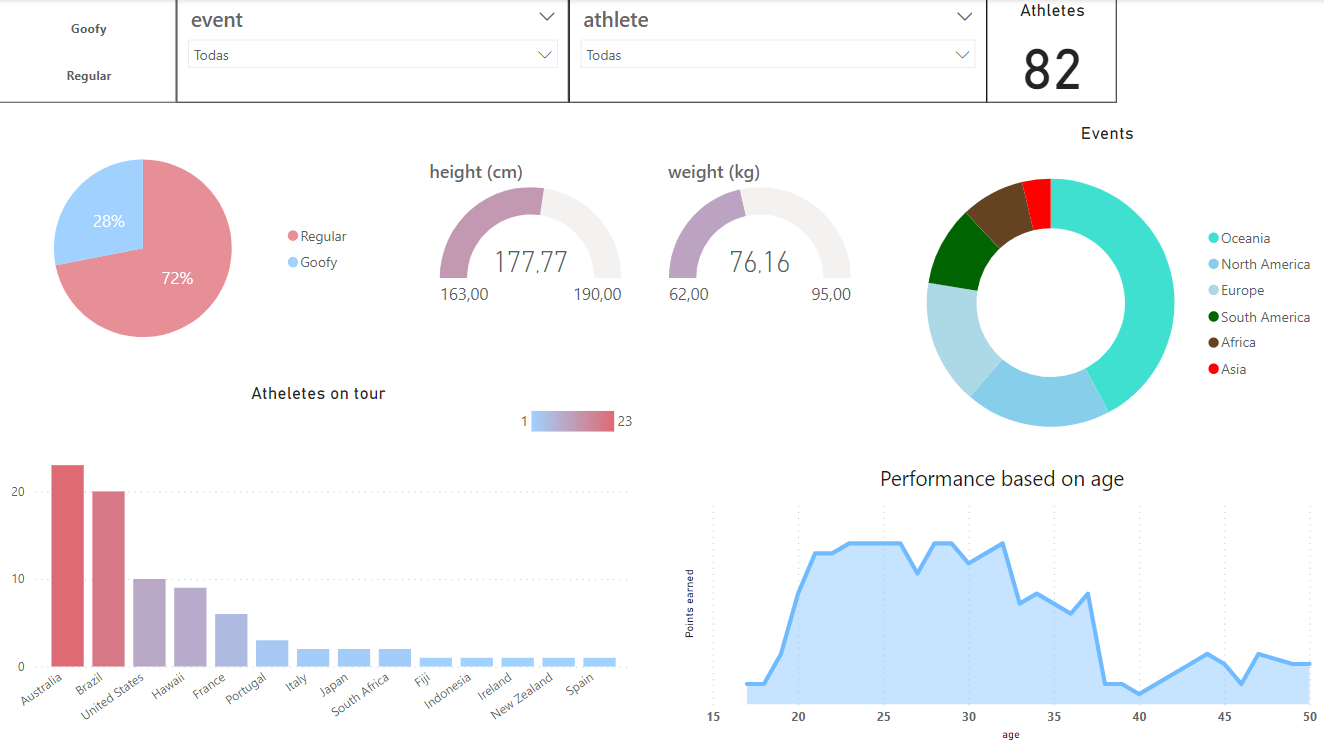 Goofy
Regular
event
Todas
athlete
Todas
Athletes
82
28%
72%
Regular
Goofy
height (cm)
177,77
163,00
190,00
weight (kg)
76,16
62,00
95,00
Events
Oceania
North America
Europe
South America
Africa
Asia
Atheletes on tour
1
23
20
10
0
Australia
Brazil
United States
Hawaii
France
Portugal
Italy
Japan
South Africa
Fiji
Indonesia
Ireland
New Zealand
Spain
Performance based on age
Points earned
15
20
25
30
35
40
45
50
age